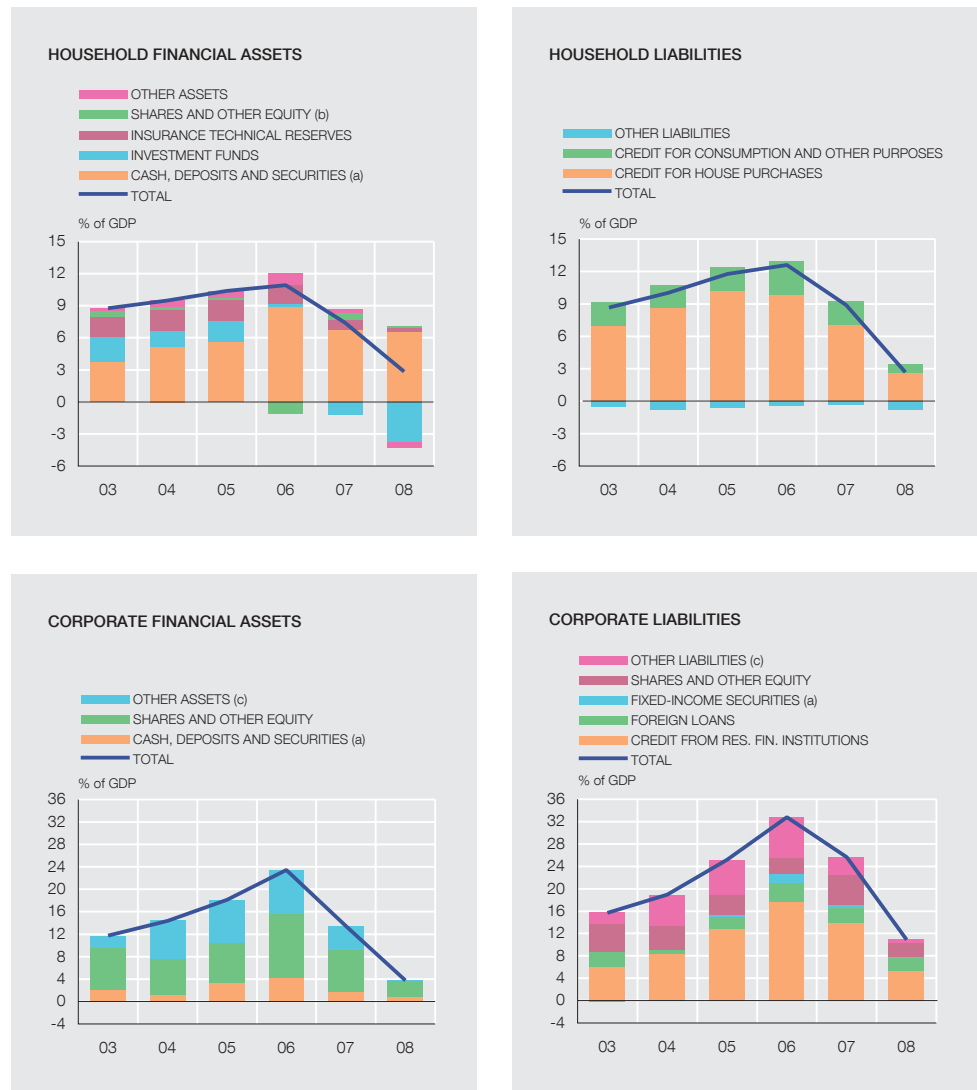 HOUSEHOLD FINANCIAL ASSETS
OTHER ASSETS
SHARES AND OTHER EQUITY (b)
INSURANCE TECHNICAL RESERVES
INVESTMENT FUNDS
CASH, DEPOSITS AND SECURITIES (a)
TOTAL
% of GDP
15
12
9
6
3
0
-3
-6
03 04 05 06 07 08
HOUSEHOLD LIABILITIES
OTHER LIABILITIES
CREDIT FOR CONSUMPTION AND OTHER PURPOSES
CREDIT FOR HOUSE PURCHASES
TOTAL
% of GDP
15
12
9
6
3
0
-3
-6
03 04 05 06 07 08
CORPORATE FINANCIAL ASSETS
OTHER ASSETS (c)
SHARES AND OTHER EQUITY
CASH, DEPOSITS AND SECURITIES (a)
TOTAL
% of GDP
36
32
28
24
20
16
12
8
4
0
-4
03 04 05 06 07 08
CORPORATE LIABILITIES
OTHER LIABILITIES (c)
SHARES AND OTHER EQUITY
FIXED-INCOME SECURITIES (a)
FOREIGN LOANS
CREDIT FROM RES. FIN. INSTITUTIONS
TOTAL
% of GDP
36
32
28
24
20
16
12
8
4
0
-4
03 04 05 06 07 08